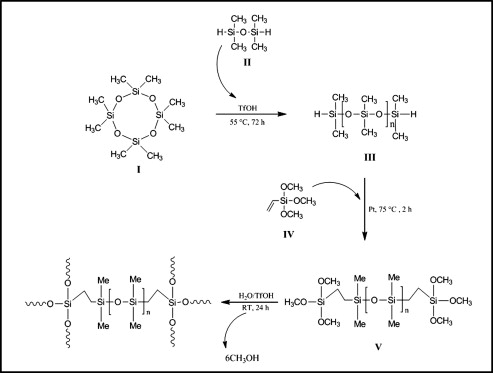 CH₃ CH₃
H-Si-O-Si-H
CH₃ CH₃
II
H₃C CH₃
H₃C Si O Si CH₃
O O
H₃C Si O Si CH₃
H₃C CH₃
I
TfOH
55 °C, 72 h
CH₃ CH₃ CH₃
H-Si[O-Si-O]Si-H
n
CH₃ CH₃ CH₃
III
OCH₃
Si-OCH₃
OCH₃
IV
Pt, 75 °C , 2 h
OCH₃ Me Me OCH₃
CH₃O-Si Si[O-Si]n Si-OCH₃
OCH₃ Me Me OCH₃
V
H₂O/TfOH
RT, 24 h
6CH₃OH
O Me Me O
O-Si Si[O-Si]n Si-O
O Me Me O